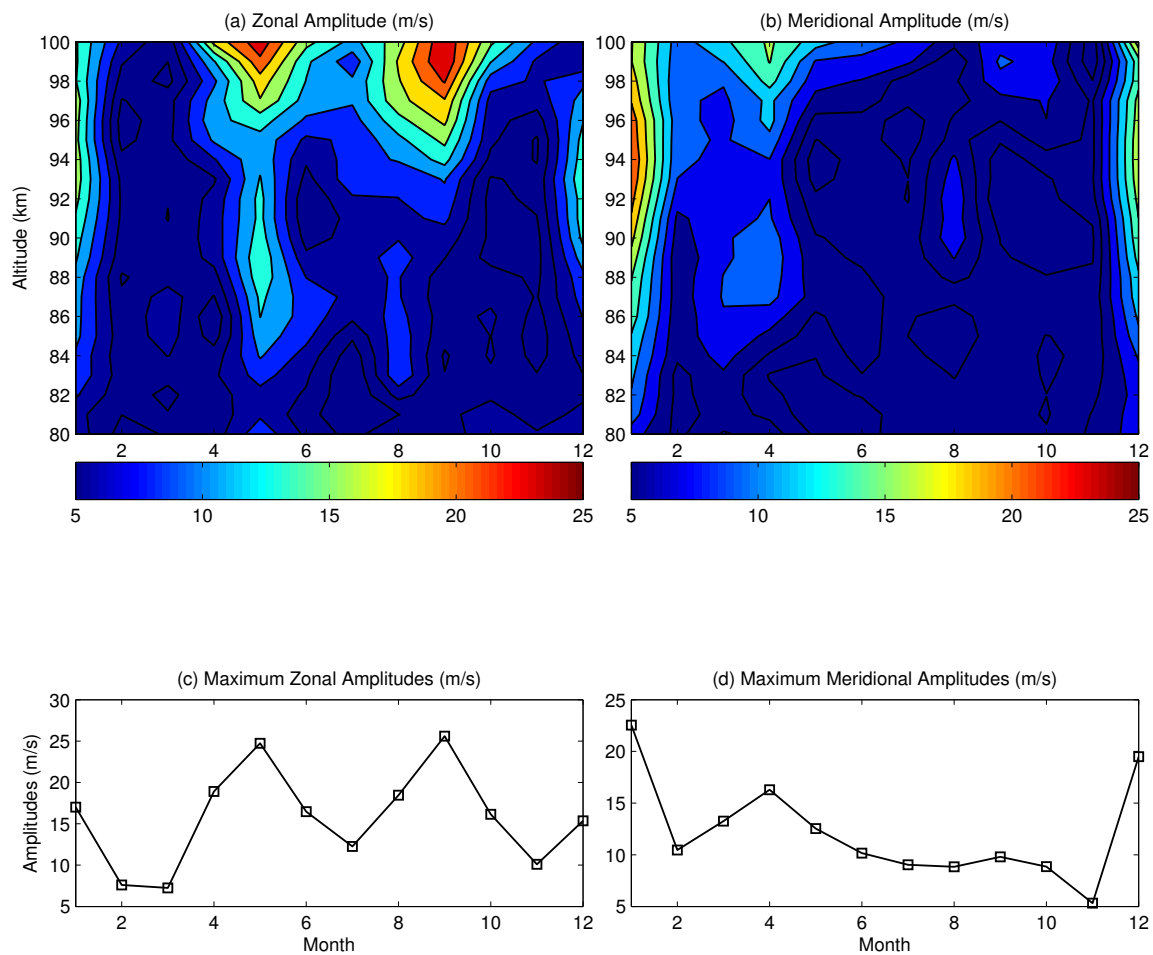 (a) Zonal Amplitude (m/s)
(b) Meridional Amplitude (m/s)
Altitude (km)
100
98
96
94
92
90
88
86
84
82
80
2 4 6 8 10 12
5 10 15 20 25
100
98
96
94
92
90
88
86
84
82
80
2 4 6 8 10 12
5 10 15 20 25
(c) Maximum Zonal Amplitudes (m/s)
Amplitudes (m/s)
30
25
20
15
10
5
2 4 6 8 10 12
Month
(d) Maximum Meridional Amplitudes (m/s)
25
20
15
10
5
2 4 6 8 10 12
Month